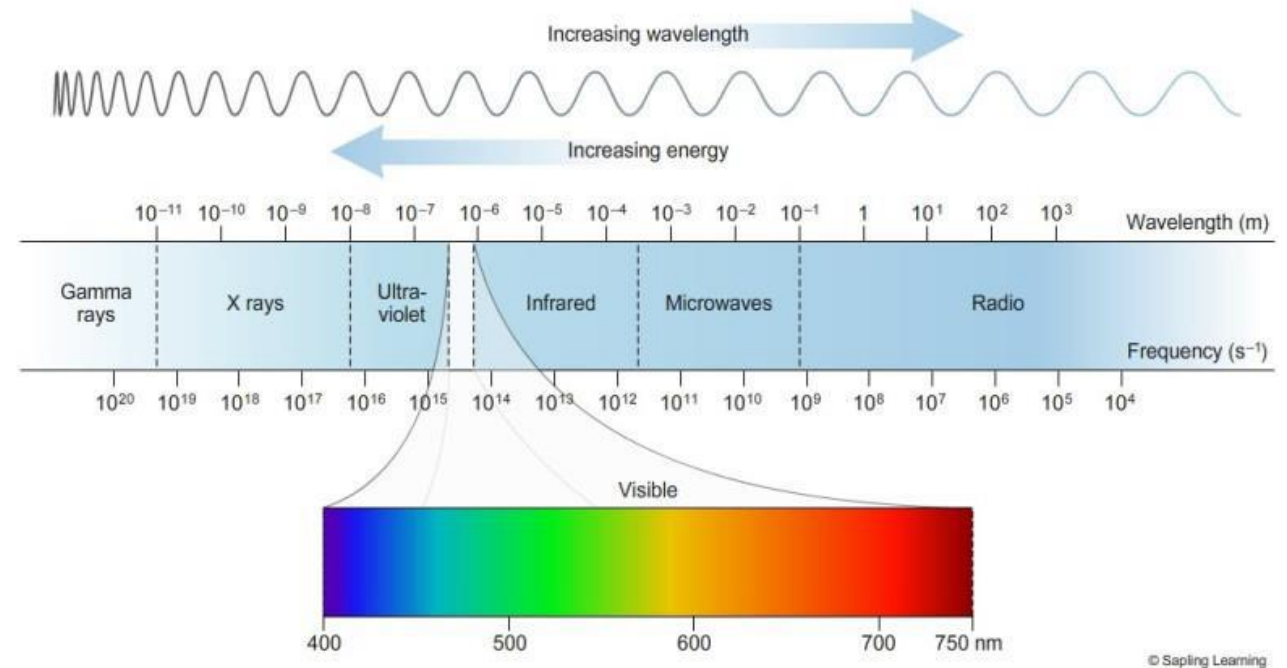 Increasing wavelength
Increasing energy
10⁻¹¹ 10⁻¹⁰ 10⁻⁹ 10⁻⁸ 10⁻⁷ 10⁻⁶ 10⁻⁵ 10⁻⁴ 10⁻³ 10⁻² 10⁻¹ 1 10¹ 10² 10³ Wavelength (m)
Gamma
rays
X rays
Ultra-
violet
Infrared
Microwaves
Radio
Frequency (s⁻¹)
10²⁰ 10¹⁹ 10¹⁸ 10¹⁷ 10¹⁶ 10¹⁵ 10¹⁴ 10¹³ 10¹² 10¹¹ 10¹⁰ 10⁹ 10⁸ 10⁷ 10⁶ 10⁵ 10⁴
Visible
400 500 600 700 750 nm
© Sapling Learning